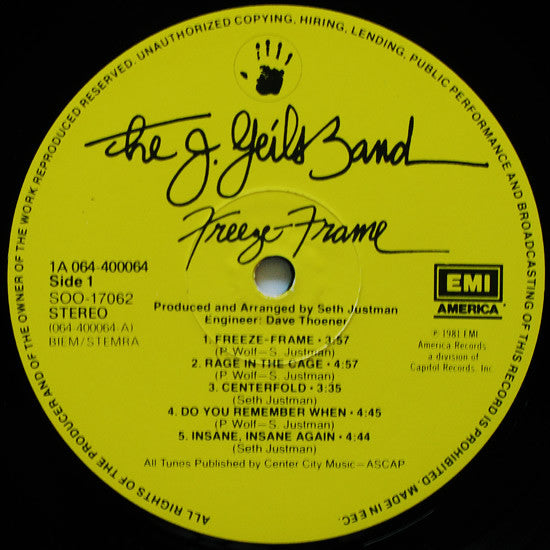 ALL RIGHTS OF THE PRODUCER AND OF THE OWNER OF THE WORK REPRODUCED RESERVED. UNAUTHORIZED COPYING, HIRING, LENDING, PUBLIC PERFORMANCE AND BROADCASTING OF THIS RECORD IS PROHIBITED. MADE IN EEC.
The J. Geils Band
Freeze-Frame
1A 064-400064
Side 1
SOO-17062
STEREO
(064-400064-A)
BIEM/STEMRA
EMI
AMERICA
℗ 1981 EMI
America Records
a division of
Capitol Records, Inc
Produced and Arranged by Seth Justman
Engineer: Dave Thoener
1. FREEZE-FRAME • 3:57
(P. Wolf—S. Justman)
2. RAGE IN THE CAGE • 4:57
(P. Wolf—S. Justman)
3. CENTERFOLD • 3:35
(Seth Justman)
4. DO YOU REMEMBER WHEN • 4:45
(P. Wolf—S. Justman)
5. INSANE, INSANE AGAIN • 4:44
(Seth Justman)
All Tunes Published by Center City Music—ASCAP